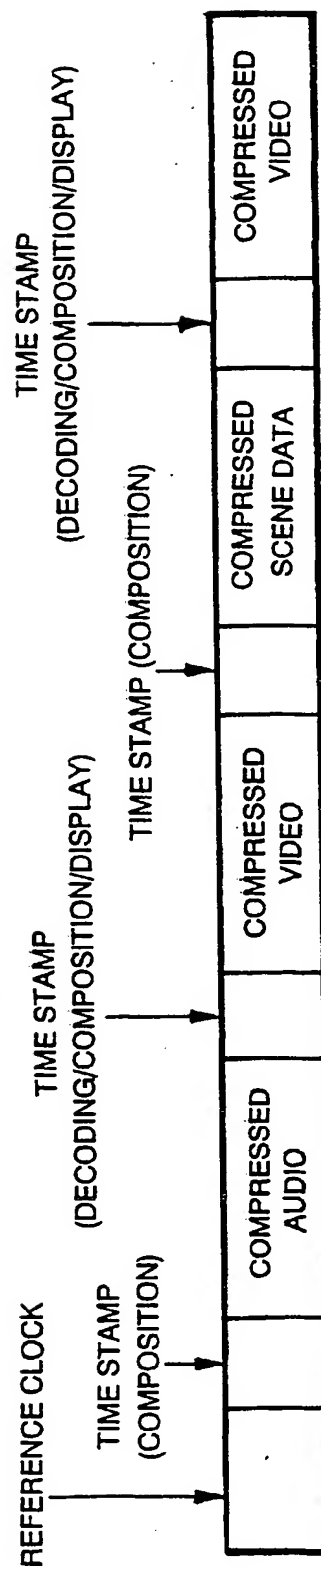 REFERENCE CLOCK
TIME STAMP
(COMPOSITION)
TIME STAMP
(DECODING/COMPOSITION/DISPLAY)
TIME STAMP (COMPOSITION)
TIME STAMP
(DECODING/COMPOSITION/DISPLAY)
COMPRESSED
AUDIO
COMPRESSED
VIDEO
COMPRESSED
SCENE DATA
COMPRESSED
VIDEO